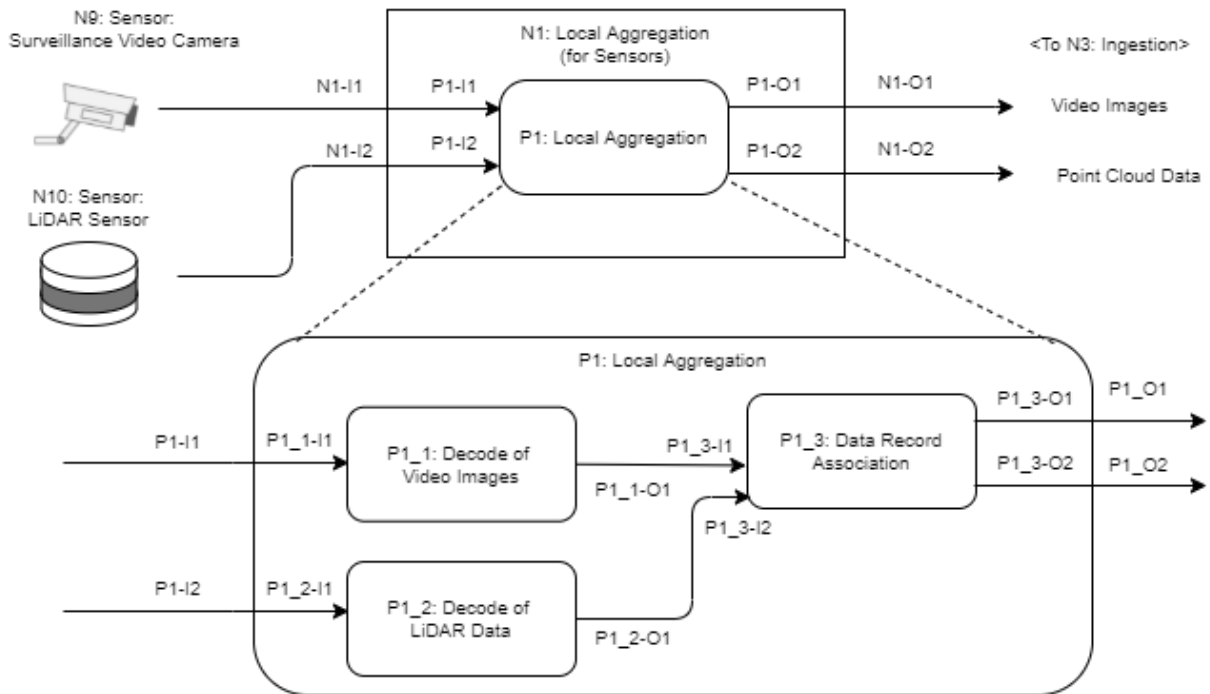 N9: Sensor:
Surveillance Video Camera
N1: Local Aggregation
(for Sensors)
<To N3: Ingestion>
N1-I1
P1-I1
P1-O1
N1-O1
Video Images
P1: Local Aggregation
N1-I2
P1-I2
P1-O2
N1-O2
Point Cloud Data
N10: Sensor:
LiDAR Sensor
P1: Local Aggregation
P1-I1
P1_1-I1
P1_1: Decode of
Video Images
P1_3-I1
P1_1-O1
P1_3: Data Record
Association
P1_3-O1
P1_O1
P1_3-O2
P1_O2
P1_3-I2
P1-I2
P1_2-I1
P1_2: Decode of
LiDAR Data
P1_2-O1